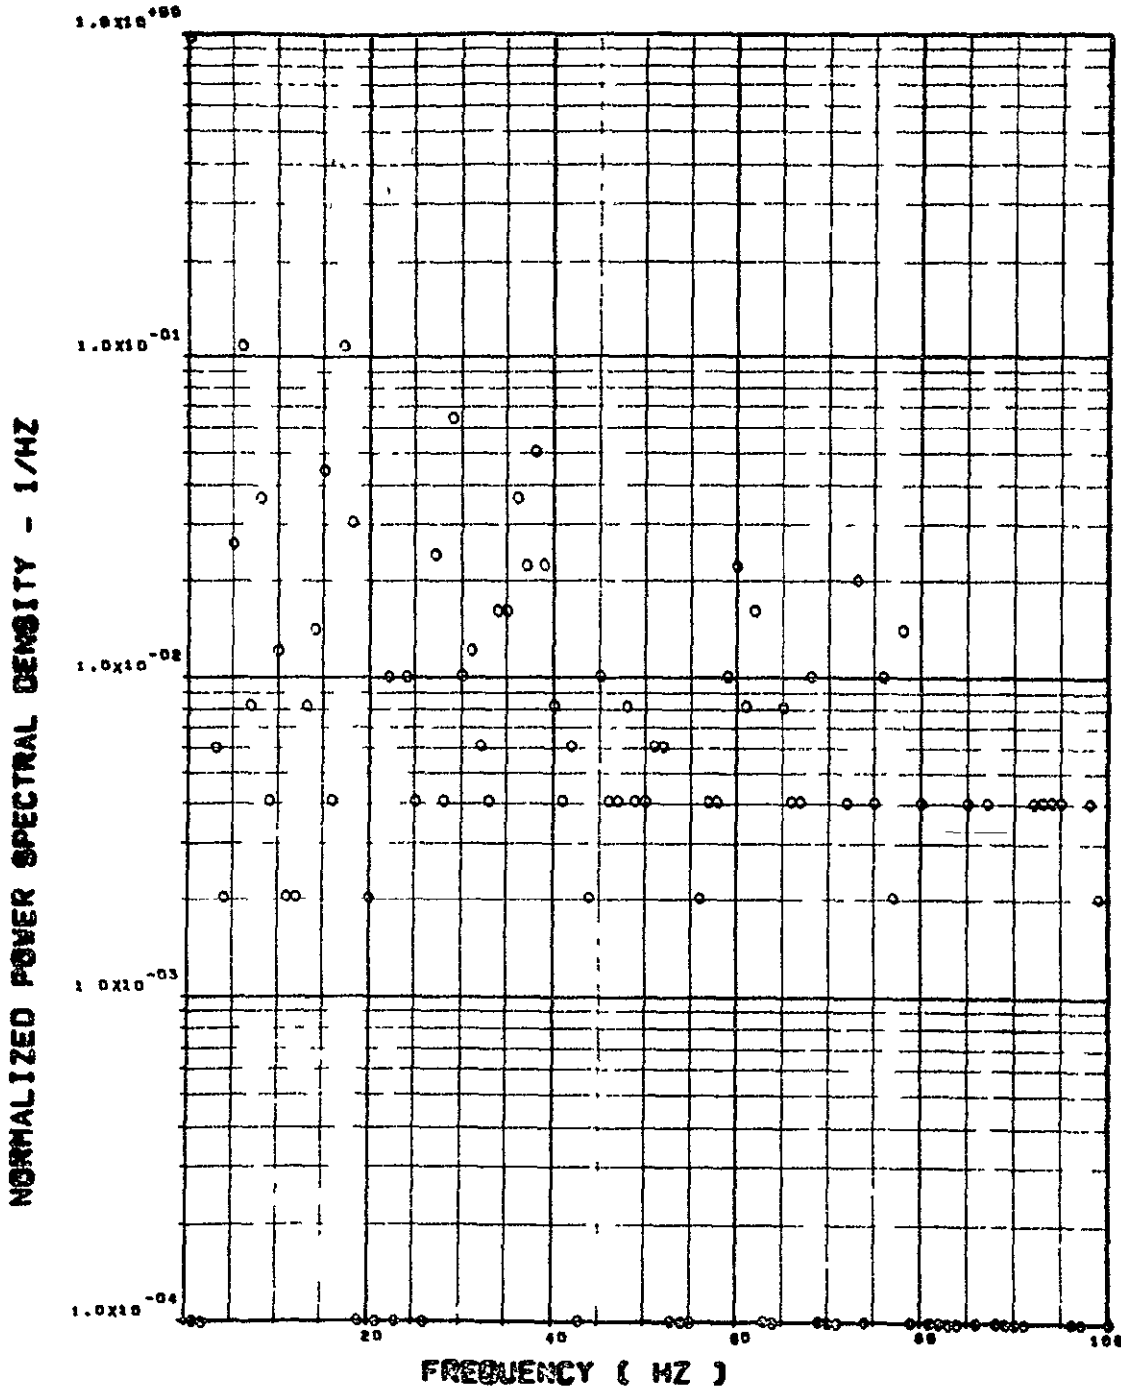 1.0X10+00
1.0X10-01
1.0X10-02
1 0X10-03
1.0X10-04
NORMALIZED POWER SPECTRAL DENSITY - 1/HZ
20 40 60 80 100
FREQUENCY ( HZ )